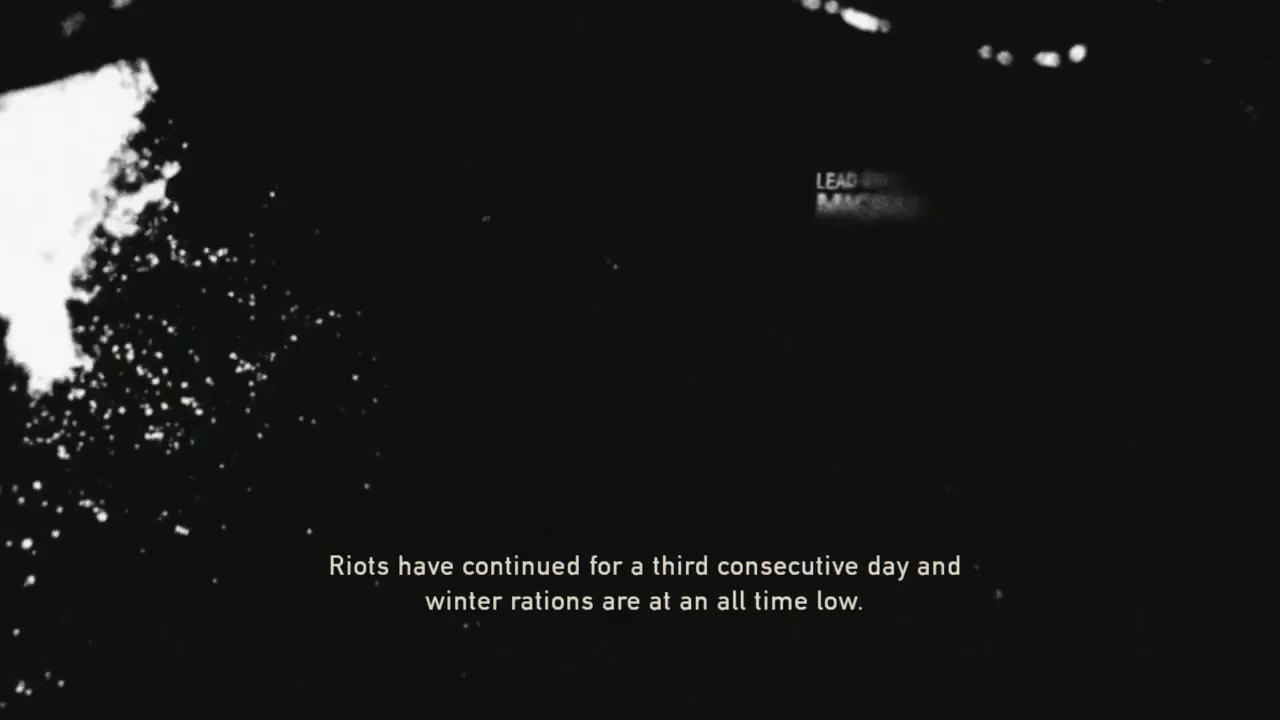 LEAD
Riots have continued for a third consecutive day and
winter rations are at an all time low.